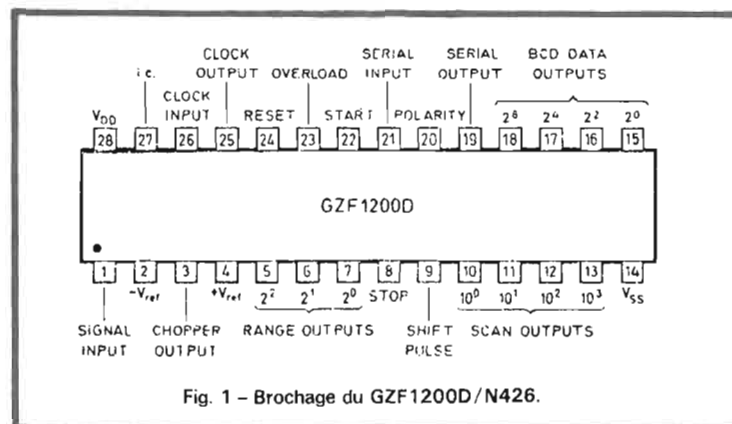 CLOCK SERIAL SERIAL BCD DATA
i.c. OUTPUT OVERLOAD INPUT OUTPUT OUTPUTS
CLOCK
V_DD INPUT RESET START POLARITY 2⁸ 2⁴ 2² 2⁰
28 27 26 25 24 23 22 21 20 19 18 17 16 15
GZF1200D
1 2 3 4 5 6 7 8 9 10 11 12 13 14
-Vref +Vref 2² 2¹ 2⁰ STOP 10⁰ 10¹ 10² 10³ V_SS
SIGNAL CHOPPER RANGE OUTPUTS SHIFT SCAN OUTPUTS
INPUT OUTPUT PULSE
Fig. 1 – Brochage du GZF1200D/N426.